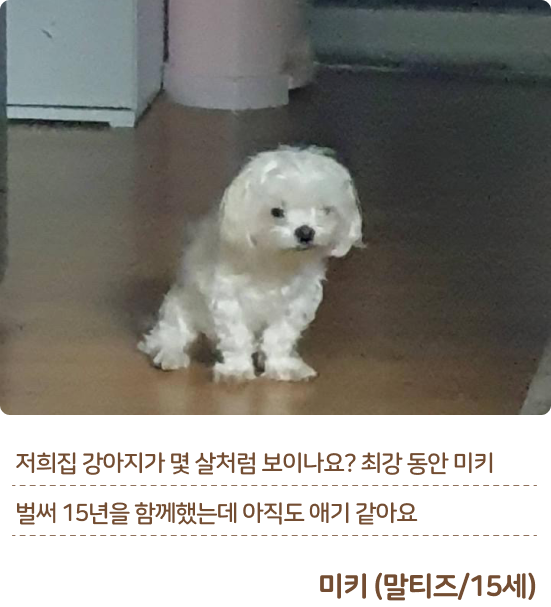 저희집 강아지가 몇 살처럼 보이나요? 최강 동안 미키
벌써 15년을 함께했는데 아직도 애기 같아요
미키 (말티즈/15세)